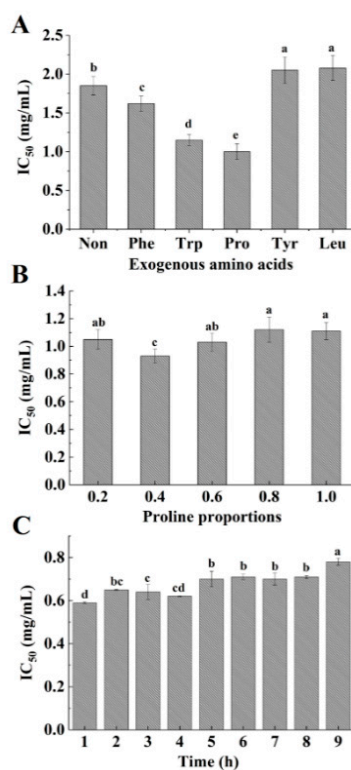 A
b
c
d
e
a
a
2.5
2.0
1.5
1.0
0.5
0.0
IC50 (mg/mL)
Non Phe Trp Pro Tyr Leu
Exogenous amino acids
B
ab
c
ab
a
a
1.4
1.2
1.0
0.8
0.6
0.4
0.2
0.0
IC50 (mg/mL)
0.2 0.4 0.6 0.8 1.0
Proline proportions
C
d
bc
c
cd
b
b
b
b
a
0.8
0.6
0.4
0.2
0.0
IC50 (mg/mL)
1 2 3 4 5 6 7 8 9
Time (h)